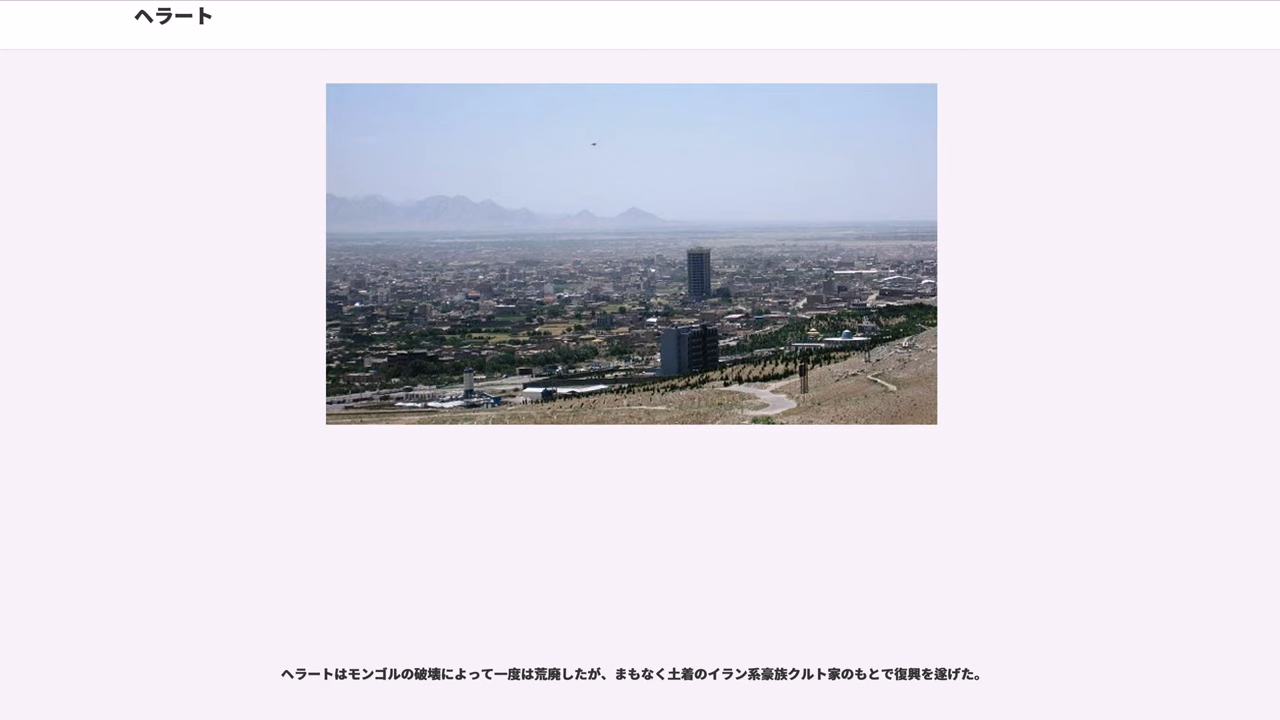 ヘラート
ヘラートはモンゴルの破壊によって一度は荒廃したが、まもなく土着のイラン系豪族クルト家のもとで復興を遂げた。